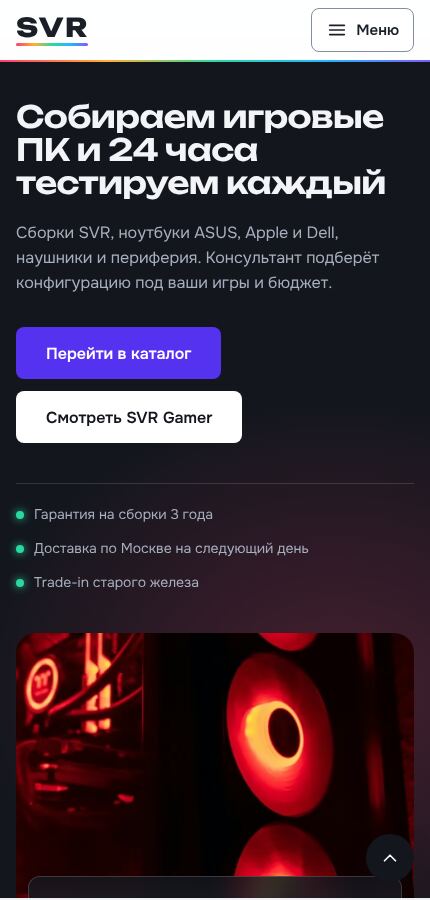 SVR
Меню
Собираем игровые
ПК и 24 часа
тестируем каждый
Сборки SVR, ноутбуки ASUS, Apple и Dell,
наушники и периферия. Консультант подберёт
конфигурацию под ваши игры и бюджет.
Перейти в каталог
Смотреть SVR Gamer
Гарантия на сборки 3 года
Доставка по Москве на следующий день
Trade-in старого железа